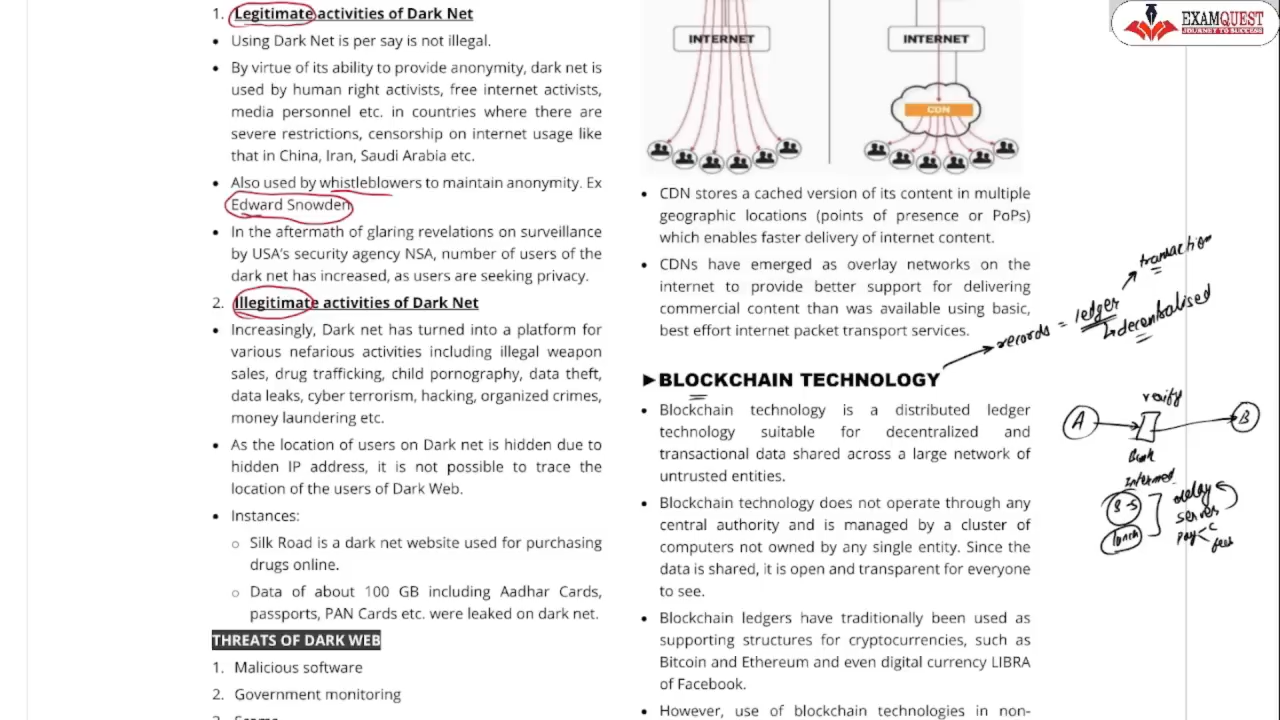 1. Legitimate activities of Dark Net
• Using Dark Net is per say is not illegal.
• By virtue of its ability to provide anonymity, dark net is
used by human right activists, free internet activists,
media personnel etc. in countries where there are
severe restrictions, censorship on internet usage like
that in China, Iran, Saudi Arabia etc.
• Also used by whistleblowers to maintain anonymity. Ex
Edward Snowden
• In the aftermath of glaring revelations on surveillance
by USA's security agency NSA, number of users of the
dark net has increased, as users are seeking privacy.
2. Illegitimate activities of Dark Net
• Increasingly, Dark net has turned into a platform for
various nefarious activities including illegal weapon
sales, drug trafficking, child pornography, data theft,
data leaks, cyber terrorism, hacking, organized crimes,
money laundering etc.
• As the location of users on Dark net is hidden due to
hidden IP address, it is not possible to trace the
location of the users of Dark Web.
• Instances:
o Silk Road is a dark net website used for purchasing
drugs online.
o Data of about 100 GB including Aadhar Cards,
passports, PAN Cards etc. were leaked on dark net.
THREATS OF DARK WEB
1. Malicious software
2. Government monitoring
3. Scams
INTERNET
INTERNET
CDN
• CDN stores a cached version of its content in multiple
geographic locations (points of presence or PoPs)
which enables faster delivery of internet content.
• CDNs have emerged as overlay networks on the
internet to provide better support for delivering
commercial content than was available using basic,
best effort internet packet transport services.
►BLOCKCHAIN TECHNOLOGY
• Blockchain technology is a distributed ledger
technology suitable for decentralized and
transactional data shared across a large network of
untrusted entities.
• Blockchain technology does not operate through any
central authority and is managed by a cluster of
computers not owned by any single entity. Since the
data is shared, it is open and transparent for everyone
to see.
• Blockchain ledgers have traditionally been used as
supporting structures for cryptocurrencies, such as
Bitcoin and Ethereum and even digital currency LIBRA
of Facebook.
• However, use of blockchain technologies in non-
EXAMQUEST
JOURNEY TO SUCCESS
transaction
records = ledger
decentralised
verify
A
B
Bank
delay
server
pay
fees